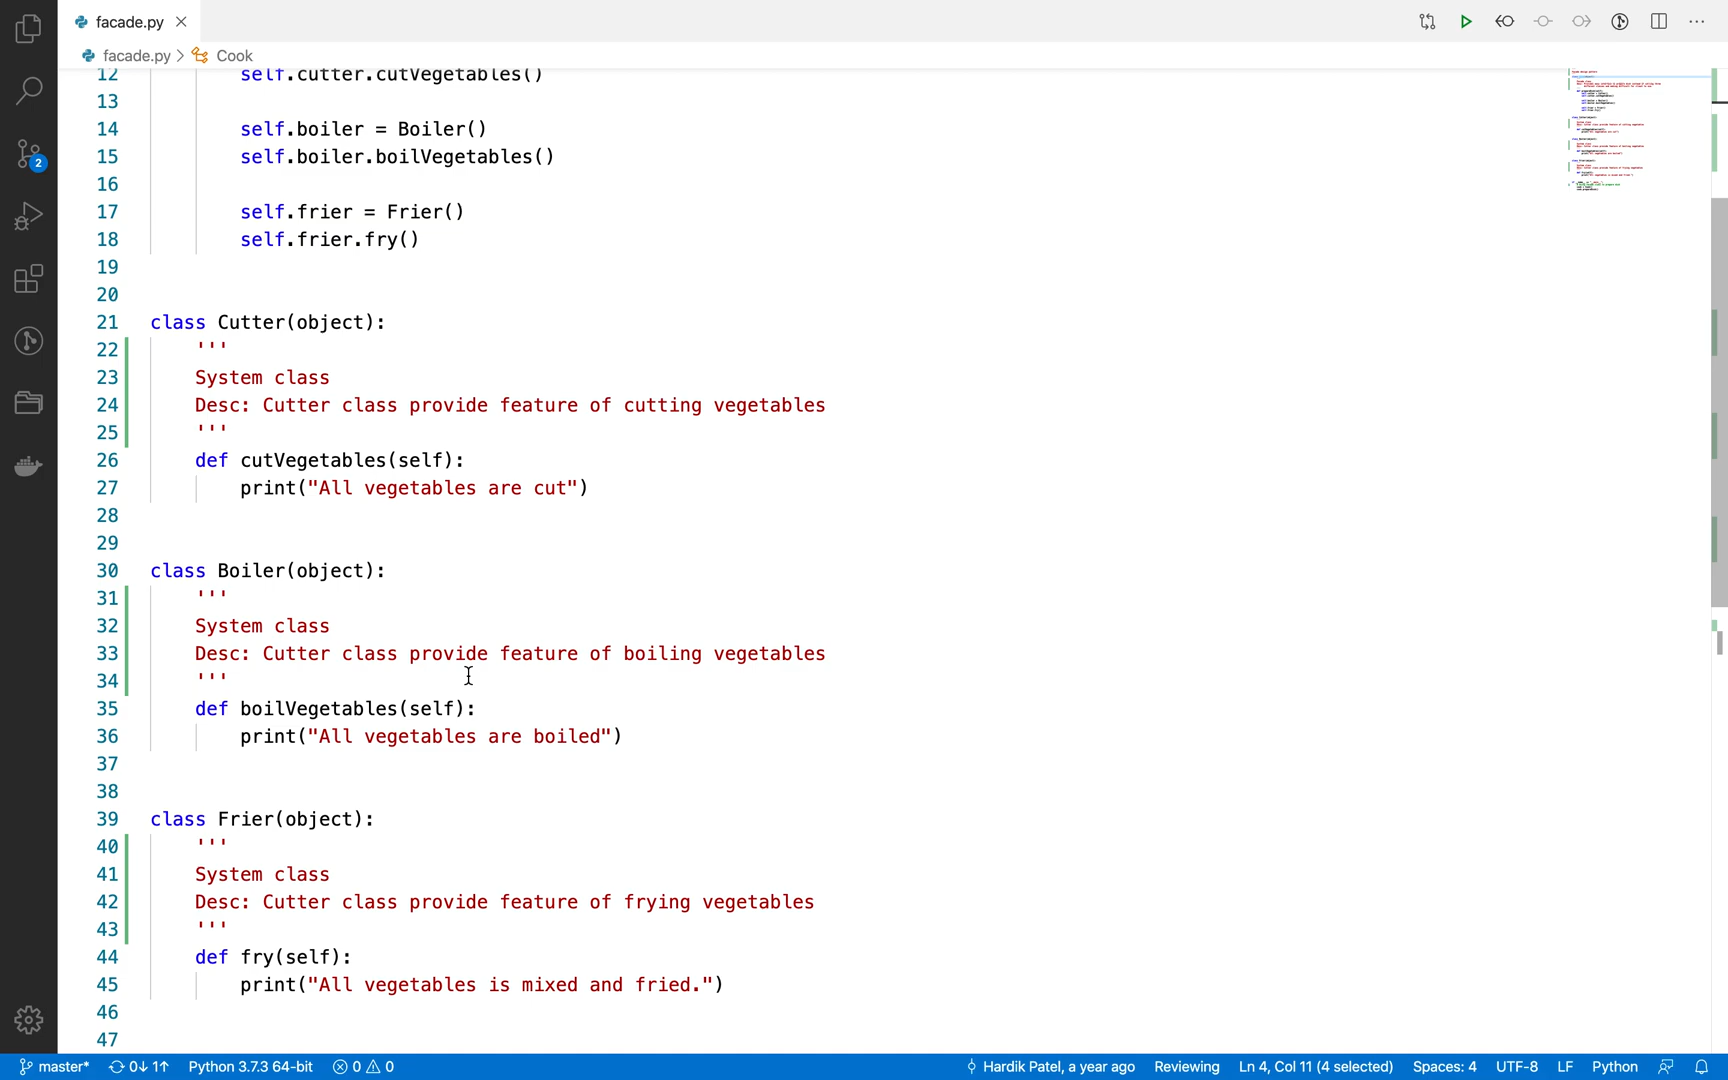 facade.py
facade.py > Cook
12 self.cutter.cutVegetables()
13
14 self.boiler = Boiler()
15 self.boiler.boilVegetables()
16
17 self.frier = Frier()
18 self.frier.fry()
19
20
21 class Cutter(object):
22 '''
23 System class
24 Desc: Cutter class provide feature of cutting vegetables
25 '''
26 def cutVegetables(self):
27 print("All vegetables are cut")
28
29
30 class Boiler(object):
31 '''
32 System class
33 Desc: Cutter class provide feature of boiling vegetables
34 '''
35 def boilVegetables(self):
36 print("All vegetables are boiled")
37
38
39 class Frier(object):
40 '''
41 System class
42 Desc: Cutter class provide feature of frying vegetables
43 '''
44 def fry(self):
45 print("All vegetables is mixed and fried.")
46
47
2
master* 0↓ 1↑ Python 3.7.3 64-bit 0 0 Hardik Patel, a year ago Reviewing Ln 4, Col 11 (4 selected) Spaces: 4 UTF-8 LF Python